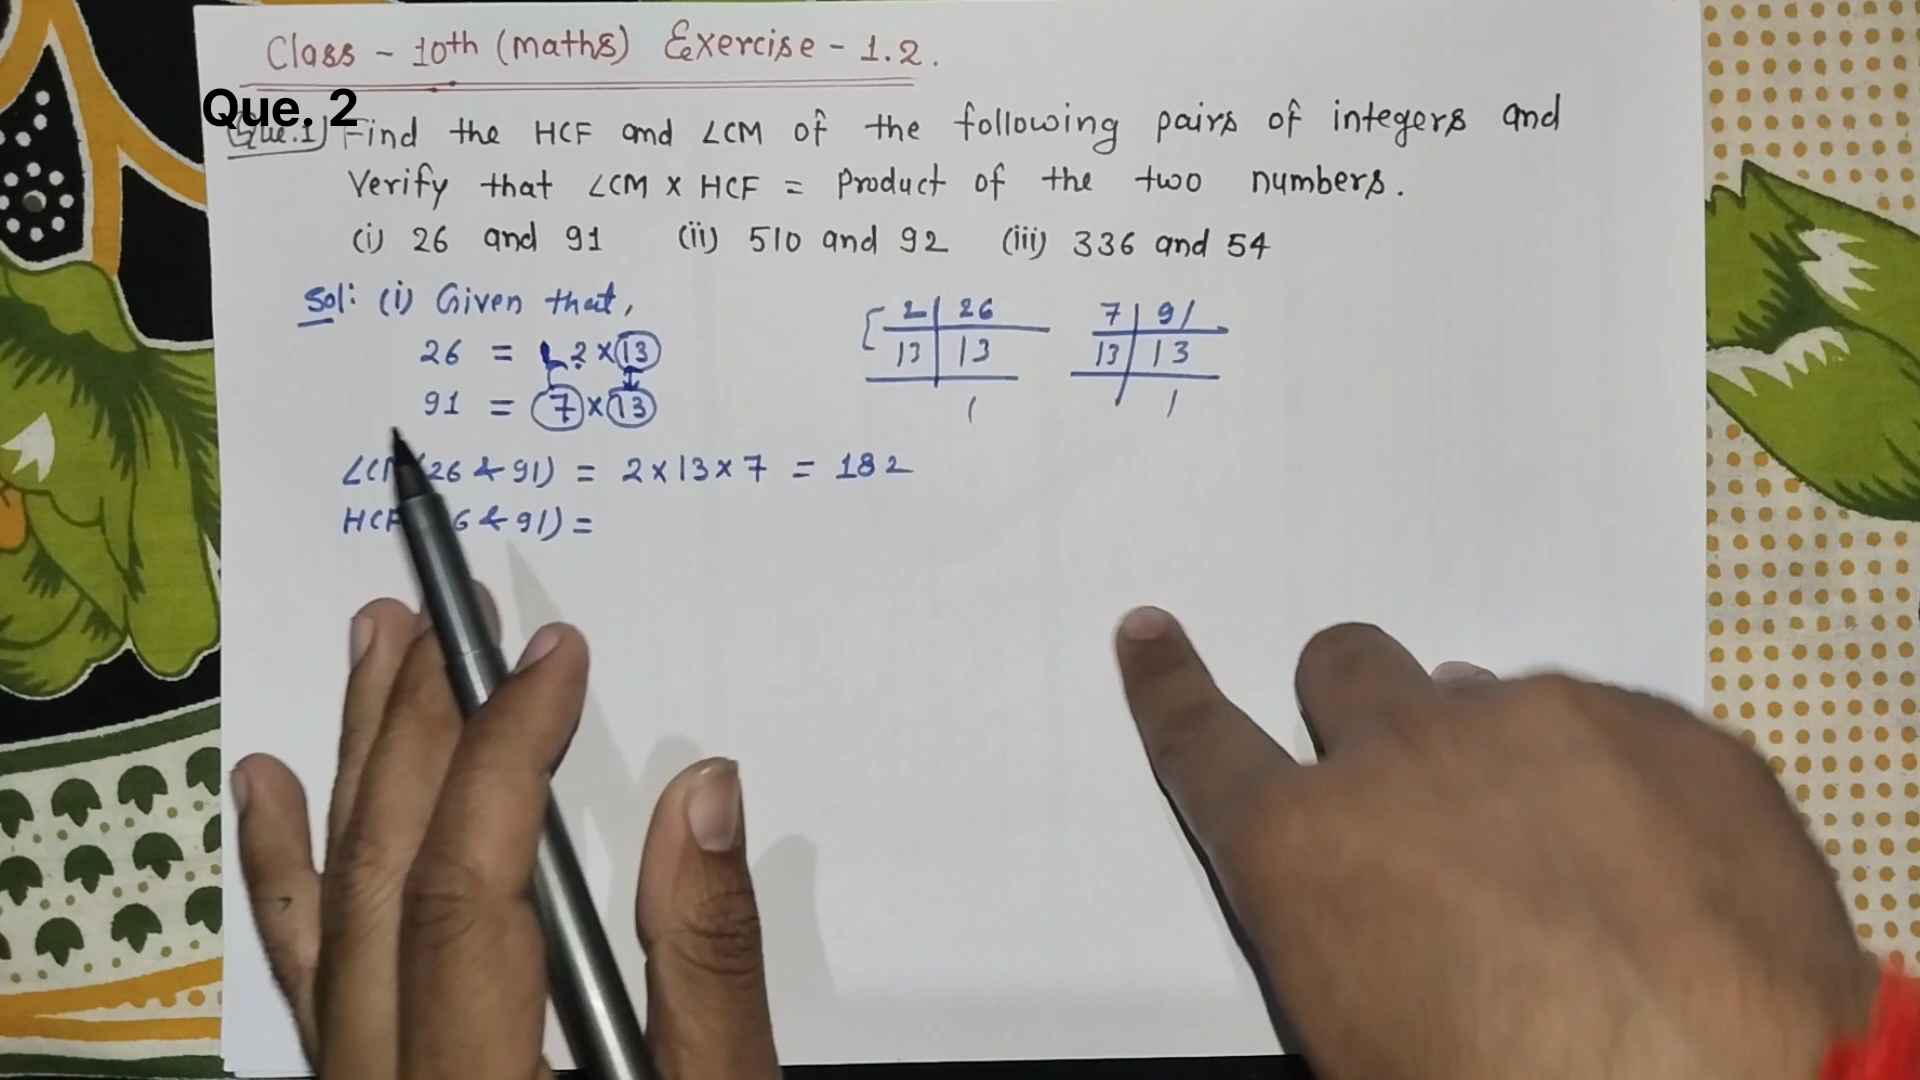 Class - 10th (maths) Exercise - 1.2.
Que. 2
Que.1) Find the HCF and LCM of the following pairs of integers and
Verify that LCM X HCF = Product of the two numbers.
(i) 26 and 91 (ii) 510 and 92 (iii) 336 and 54
Sol: (i) Given that,
26 = 2 × 13
91 = 7 × 13
2 | 26
13 | 13
1
7 | 91
13 | 13
1
(26 & 91) = 2 × 13 × 7 = 182
& 91) =